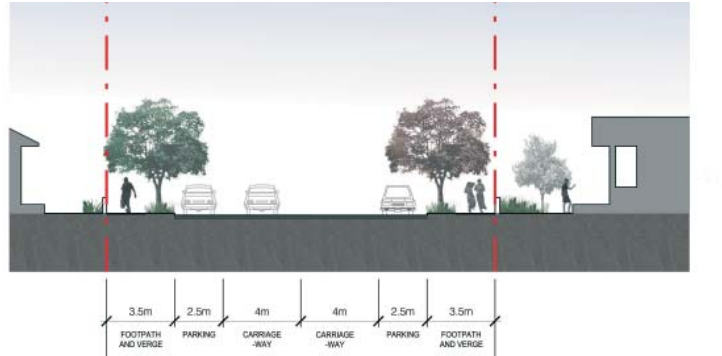 3.5m 2.5m 4m 4m 2.5m 3.5m
FOOTPATH AND VERGE
PARKING
CARRIAGE -WAY
CARRIAGE -WAY
PARKING
FOOTPATH AND VERGE